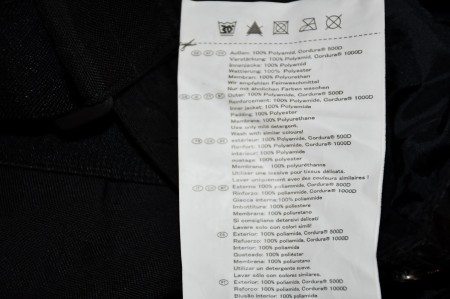 30
Außen: 100% Polyamid, Cordura® 500D
Verstärkung: 100% Polyamid, Cordura® 1000D
Innenjacke: 100% Polyamid
Wattierung: 100% Polyester
Membran: 100% Polyurethan
Wir empfehlen Feinwaschmittel
Nur mit ähnlichen Farben waschen
Outer: 100% Polyamide, Cordura® 500D
Reinforcement: 100% Polyamide, Cordura® 1000D
Inner jacket: 100% Polyamide
Padding: 100% Polyester
Membrane: 100% Polyurethane
Use only mild detergent.
Wash with similar colours!
extérieur: 100% Polyamide, Cordura® 500D
Renfort: 100% Polyamide, Cordura® 1000D
intérieur: 100% Polyamide
100% Polyester
Membrane: 100% polyuréthanne
Utiliser une lessive pour tissus délicats.
Laver uniquement avec des couleurs similaires!
Esterno: 100% poliammide, Cordura® 500D
Rinforzo: 100% poliammide, Cordura® 1000D
Giacca interna: 100% poliammide
Imbottitura: 100% poliestere
Membrana: 100% poliuretano
Si consigliano detersivi delicati
Lavare solo con colori simili!
Exterior: 100% poliamida, Cordura® 500D
Refuerzo: 100% poliamida, Cordura® 1000D
Interior: 100% poliamida
Guateado: 100% poliéster
Membrana: 100% poliuretano
Utilizar un detergente suave
Lavar sólo con colores similares.
Exterior: 100% poliamida, Cordura® 500D
Reforço: 100% poliamida, Cordura® 1000D
Blusão interior: 100% poliamida